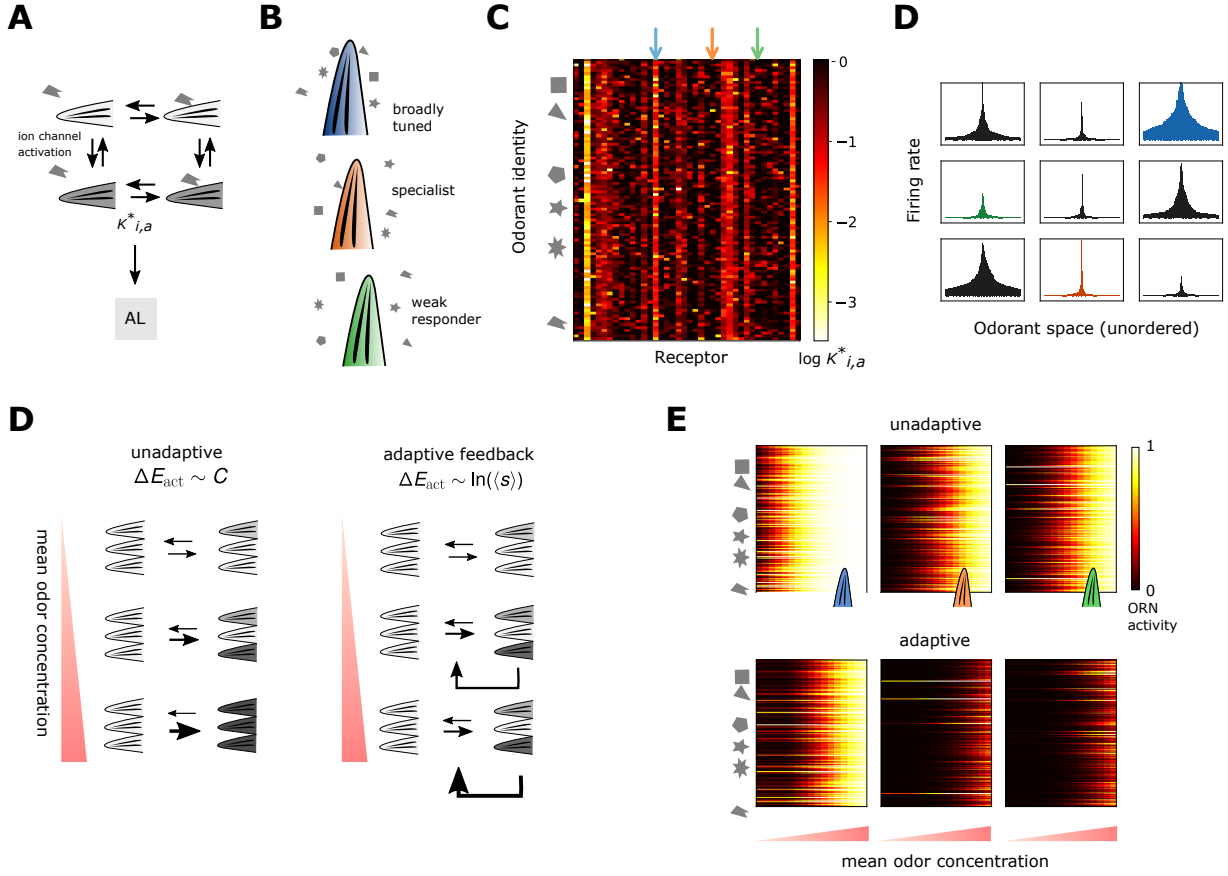 A
ion channel
activation
K*i,a
AL
B
broadly
tuned
specialist
weak
responder
C
Odorant identity
Receptor
0
−1
−2
−3
log K*i,a
D
Firing rate
Odorant space (unordered)
D
unadaptive
ΔEact ∼ C
adaptive feedback
ΔEact ∼ ln(⟨s⟩)
mean odor concentration
E
unadaptive
1
0
ORN
activity
adaptive
mean odor concentration